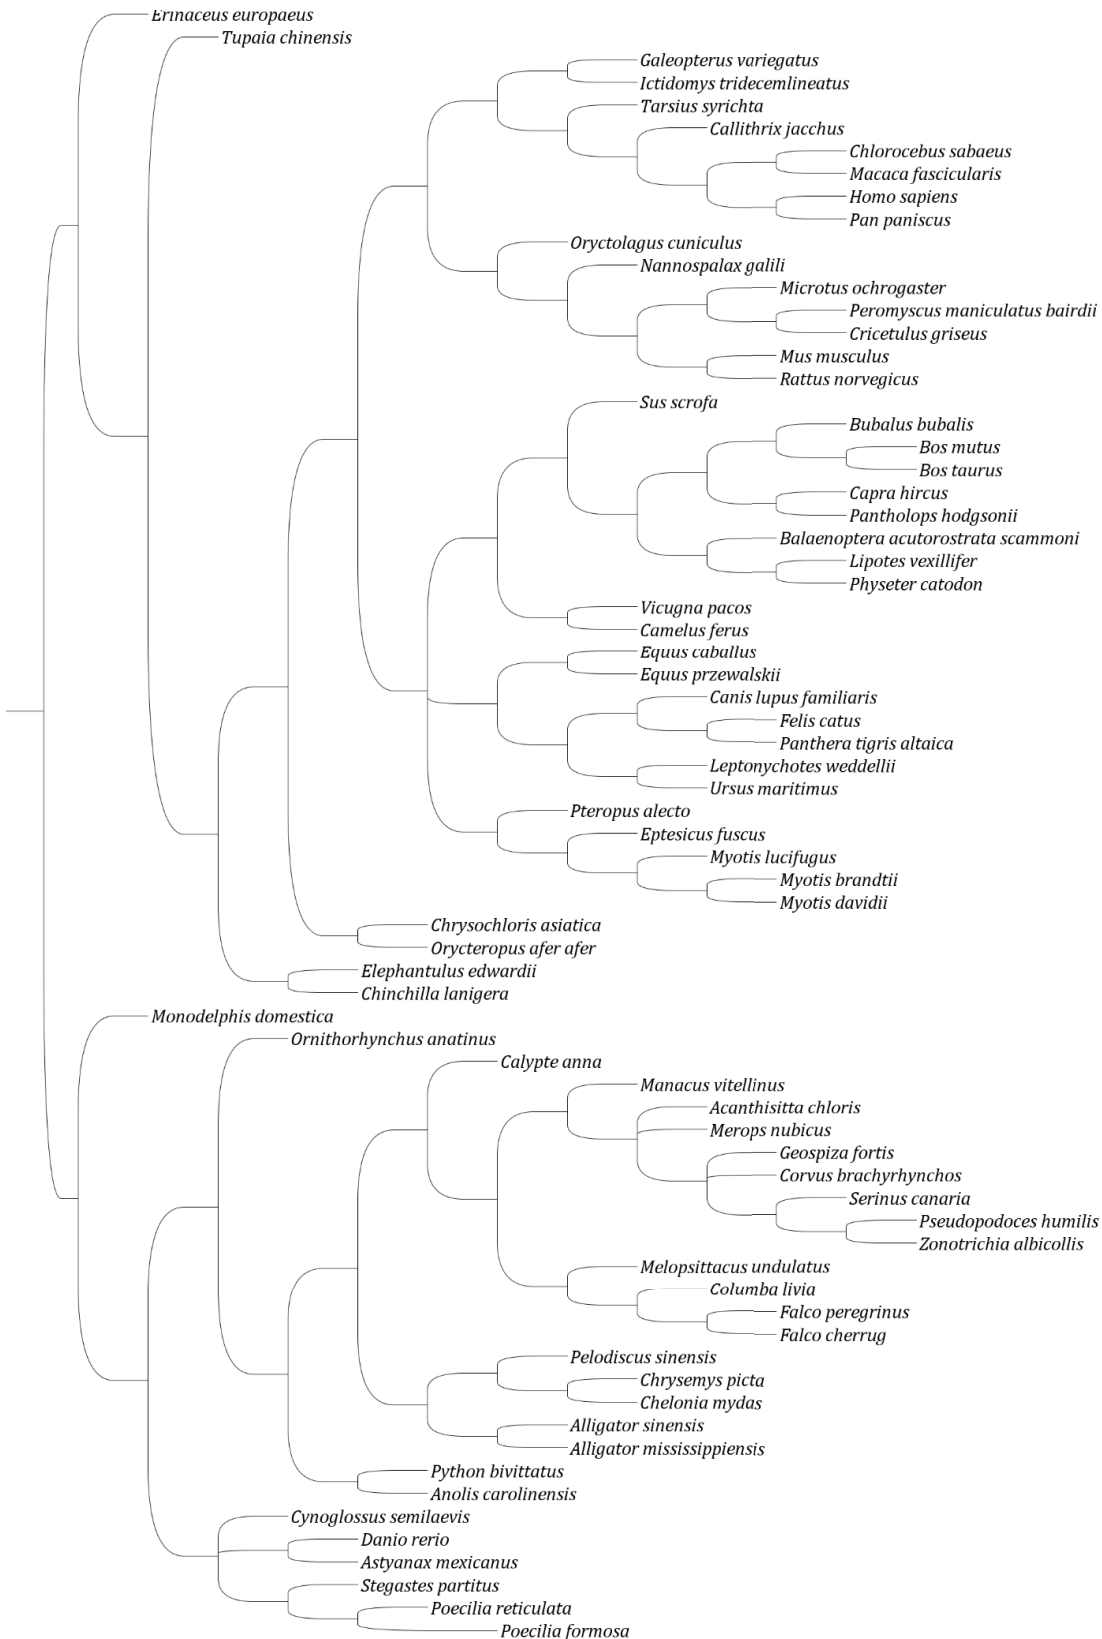 Erinaceus europaeus
Tupaia chinensis
Galeopterus variegatus
Ictidomys tridecemlineatus
Tarsius syrichta
Callithrix jacchus
Chlorocebus sabaeus
Macaca fascicularis
Homo sapiens
Pan paniscus
Oryctolagus cuniculus
Nannospalax galili
Microtus ochrogaster
Peromyscus maniculatus bairdii
Cricetulus griseus
Mus musculus
Rattus norvegicus
Sus scrofa
Bubalus bubalis
Bos mutus
Bos taurus
Capra hircus
Pantholops hodgsonii
Balaenoptera acutorostrata scammoni
Lipotes vexillifer
Physeter catodon
Vicugna pacos
Camelus ferus
Equus caballus
Equus przewalskii
Canis lupus familiaris
Felis catus
Panthera tigris altaica
Leptonychotes weddellii
Ursus maritimus
Pteropus alecto
Eptesicus fuscus
Myotis lucifugus
Myotis brandtii
Myotis davidii
Chrysochloris asiatica
Orycteropus afer afer
Elephantulus edwardii
Chinchilla lanigera
Monodelphis domestica
Ornithorhynchus anatinus
Calypte anna
Manacus vitellinus
Acanthisitta chloris
Merops nubicus
Geospiza fortis
Corvus brachyrhynchos
Serinus canaria
Pseudopodoces humilis
Zonotrichia albicollis
Melopsittacus undulatus
Columba livia
Falco peregrinus
Falco cherrug
Pelodiscus sinensis
Chrysemys picta
Chelonia mydas
Alligator sinensis
Alligator mississippiensis
Python bivittatus
Anolis carolinensis
Cynoglossus semilaevis
Danio rerio
Astyanax mexicanus
Stegastes partitus
Poecilia reticulata
Poecilia formosa